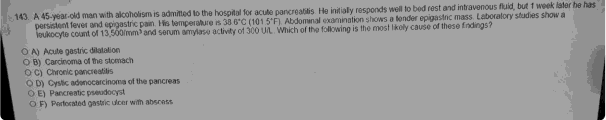 143. A 45-year-old man with alcoholism is admitted to the hospital for acute pancreatitis. He initially responds well to bed rest and intravenous fluid, but 1 week later he has
persistent fever and epigastric pain. His temperature is 38.6°C (101.5°F). Abdominal examination shows a tender epigastric mass. Laboratory studies show a
leukocyte count of 13,500/mm³ and serum amylase activity of 300 U/L. Which of the following is the most likely cause of these findings?
A) Acute gastric dilatation
B) Carcinoma of the stomach
C) Chronic pancreatitis
D) Cystic adenocarcinoma of the pancreas
E) Pancreatic pseudocyst
F) Perforated gastric ulcer with abscess